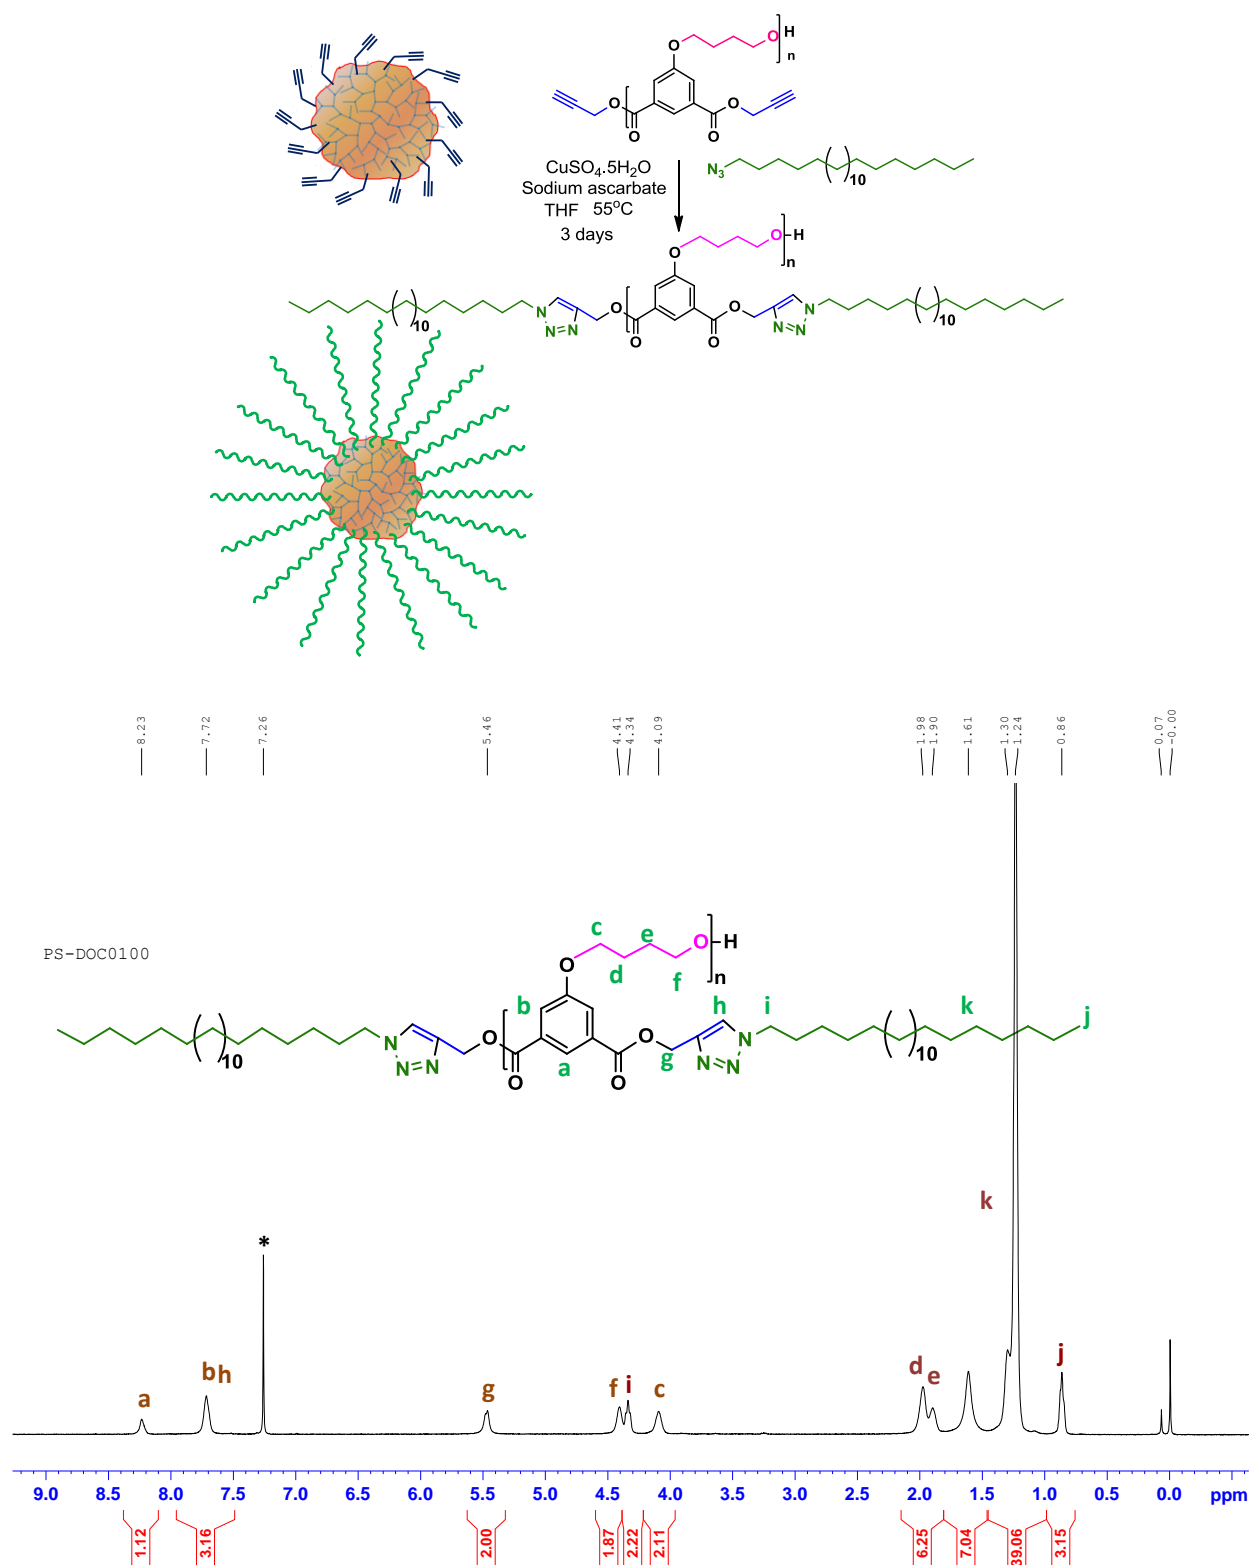 O
O
H
n
O
O
O
O
CuSO4.5H2O
Sodium ascarbate
THF 55oC
3 days
N3
10
O
O
H
n
10
N
N=N
O
O
O
O
N
N=N
10
8.23
7.72
7.26
5.46
4.41
4.34
4.09
1.98
1.90
1.61
1.30
1.24
0.86
0.07
-0.00
PS-DOC0100
c
e
O
H
O
d
f
n
b
h
i
k
j
10
N
N=N
O
O
a
O
O
g
N
N=N
10
k
*
a
b h
g
f i c
d e
j
9.0 8.5 8.0 7.5 7.0 6.5 6.0 5.5 5.0 4.5 4.0 3.5 3.0 2.5 2.0 1.5 1.0 0.5 0.0 ppm
1.12
3.16
2.00
1.87
2.22
2.11
6.25
7.04
39.06
3.15